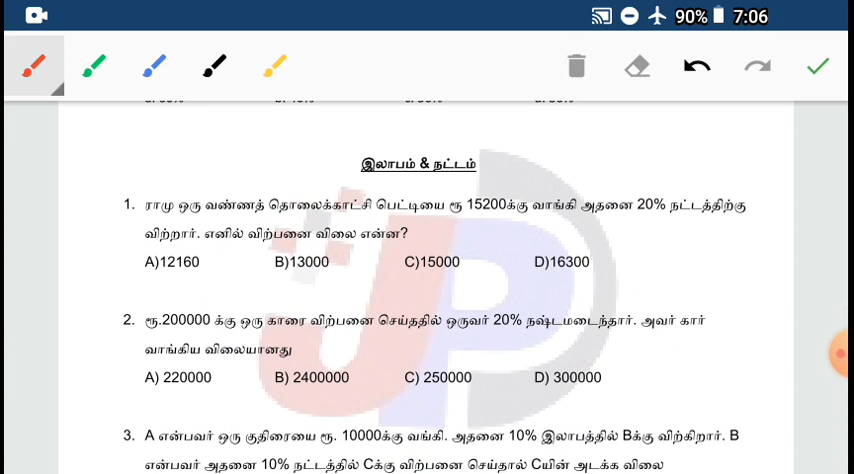 90% 7:06
இலாபம் & நட்டம்
1. ராமு ஒரு வண்ணத் தொலைக்காட்சி பெட்டியை ரூ 15200க்கு வாங்கி அதனை 20% நட்டத்திற்கு
விற்றார். எனில் விற்பனை விலை என்ன?
A)12160 B)13000 C)15000 D)16300
2. ரூ.200000 க்கு ஒரு காரை விற்பனை செய்ததில் ஒருவர் 20% நஷ்டமடைந்தார். அவர் கார்
வாங்கிய விலையானது
A) 220000 B) 2400000 C) 250000 D) 300000
3. A என்பவர் ஒரு குதிரையை ரூ. 10000க்கு வங்கி. அதனை 10% இலாபத்தில் Bக்கு விற்கிறார். B
என்பவர் அதனை 10% நட்டத்தில் Cக்கு விற்பனை செய்தால் Cயின் அடக்க விலை